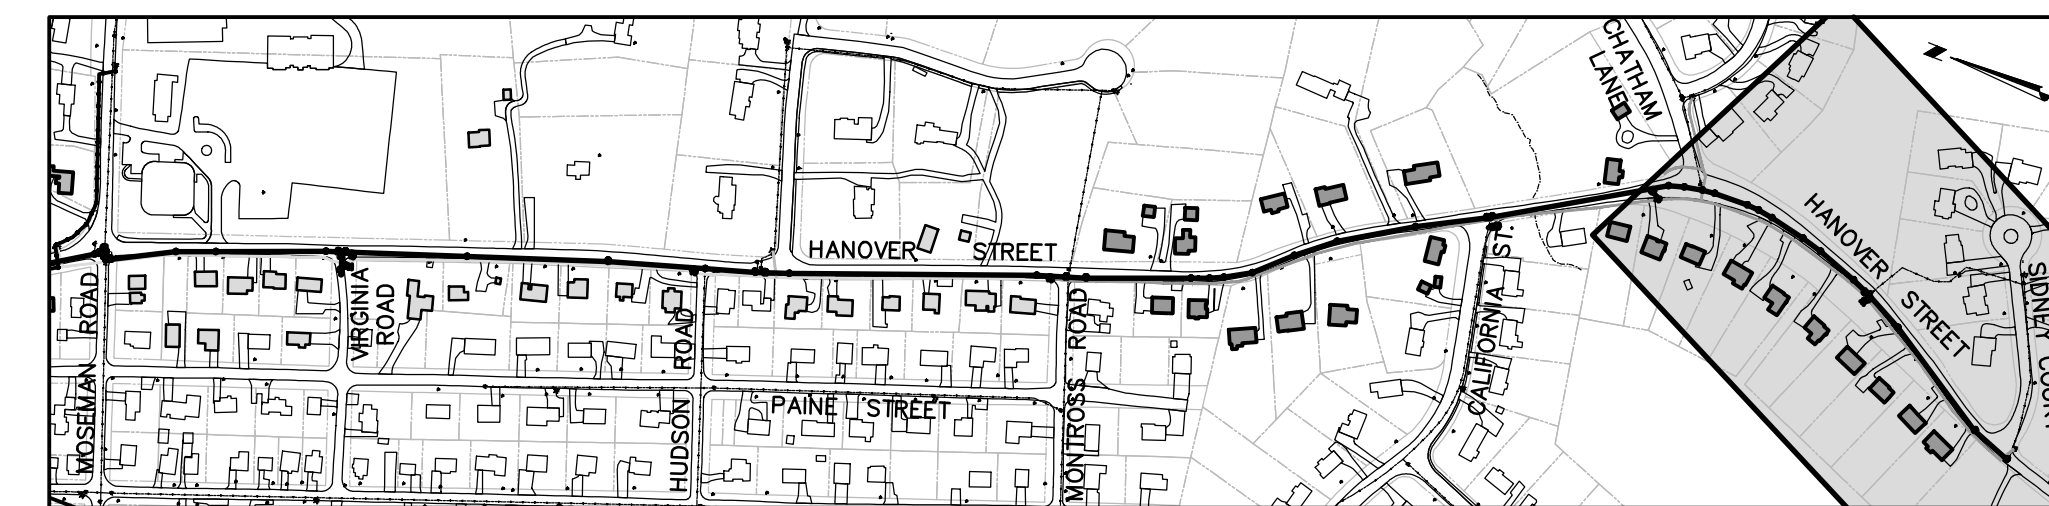 CHATHAM
LANE
HANOVER STREET
HANOVER
STREET
SIDNEY COURT
MOSEMAN ROAD
VIRGINIA
ROAD
HUDSON ROAD
PAINE STREET
MONTROSS ROAD
CALIFORNIA ST.